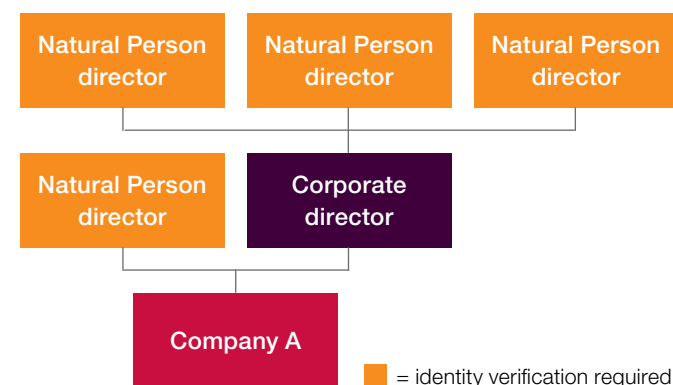 Natural Person
director
Natural Person
director
Natural Person
director
Natural Person
director
Corporate
director
Company A
= identity verification required